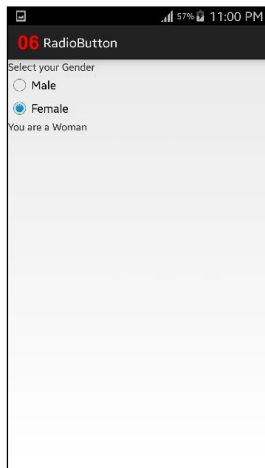 57% 11:00 PM
06 RadioButton
Select your Gender
Male
Female
You are a Woman